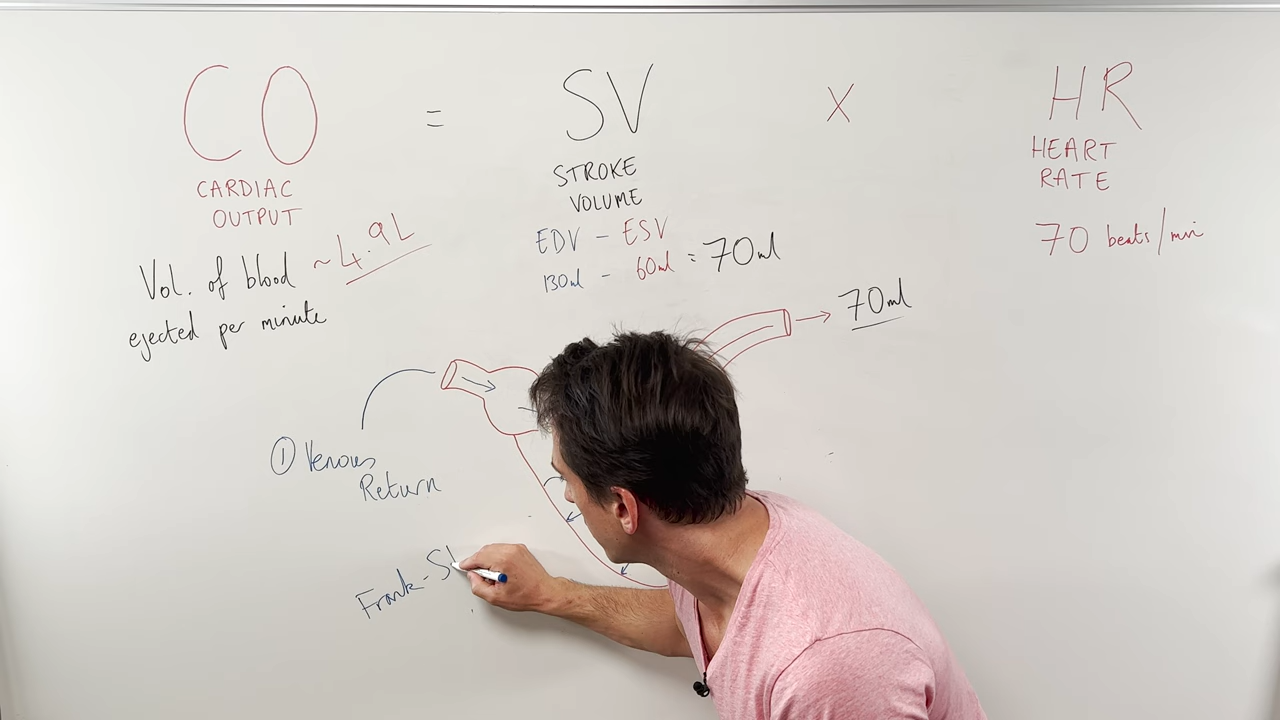 CO = SV X HR
CARDIAC
OUTPUT
STROKE
VOLUME
HEART
RATE
EDV - ESV
130ml - 60ml = 70ml
70 beats/min
Vol. of blood
ejected per minute
~4.9L
70ml
① Venous
Return
Frank-St